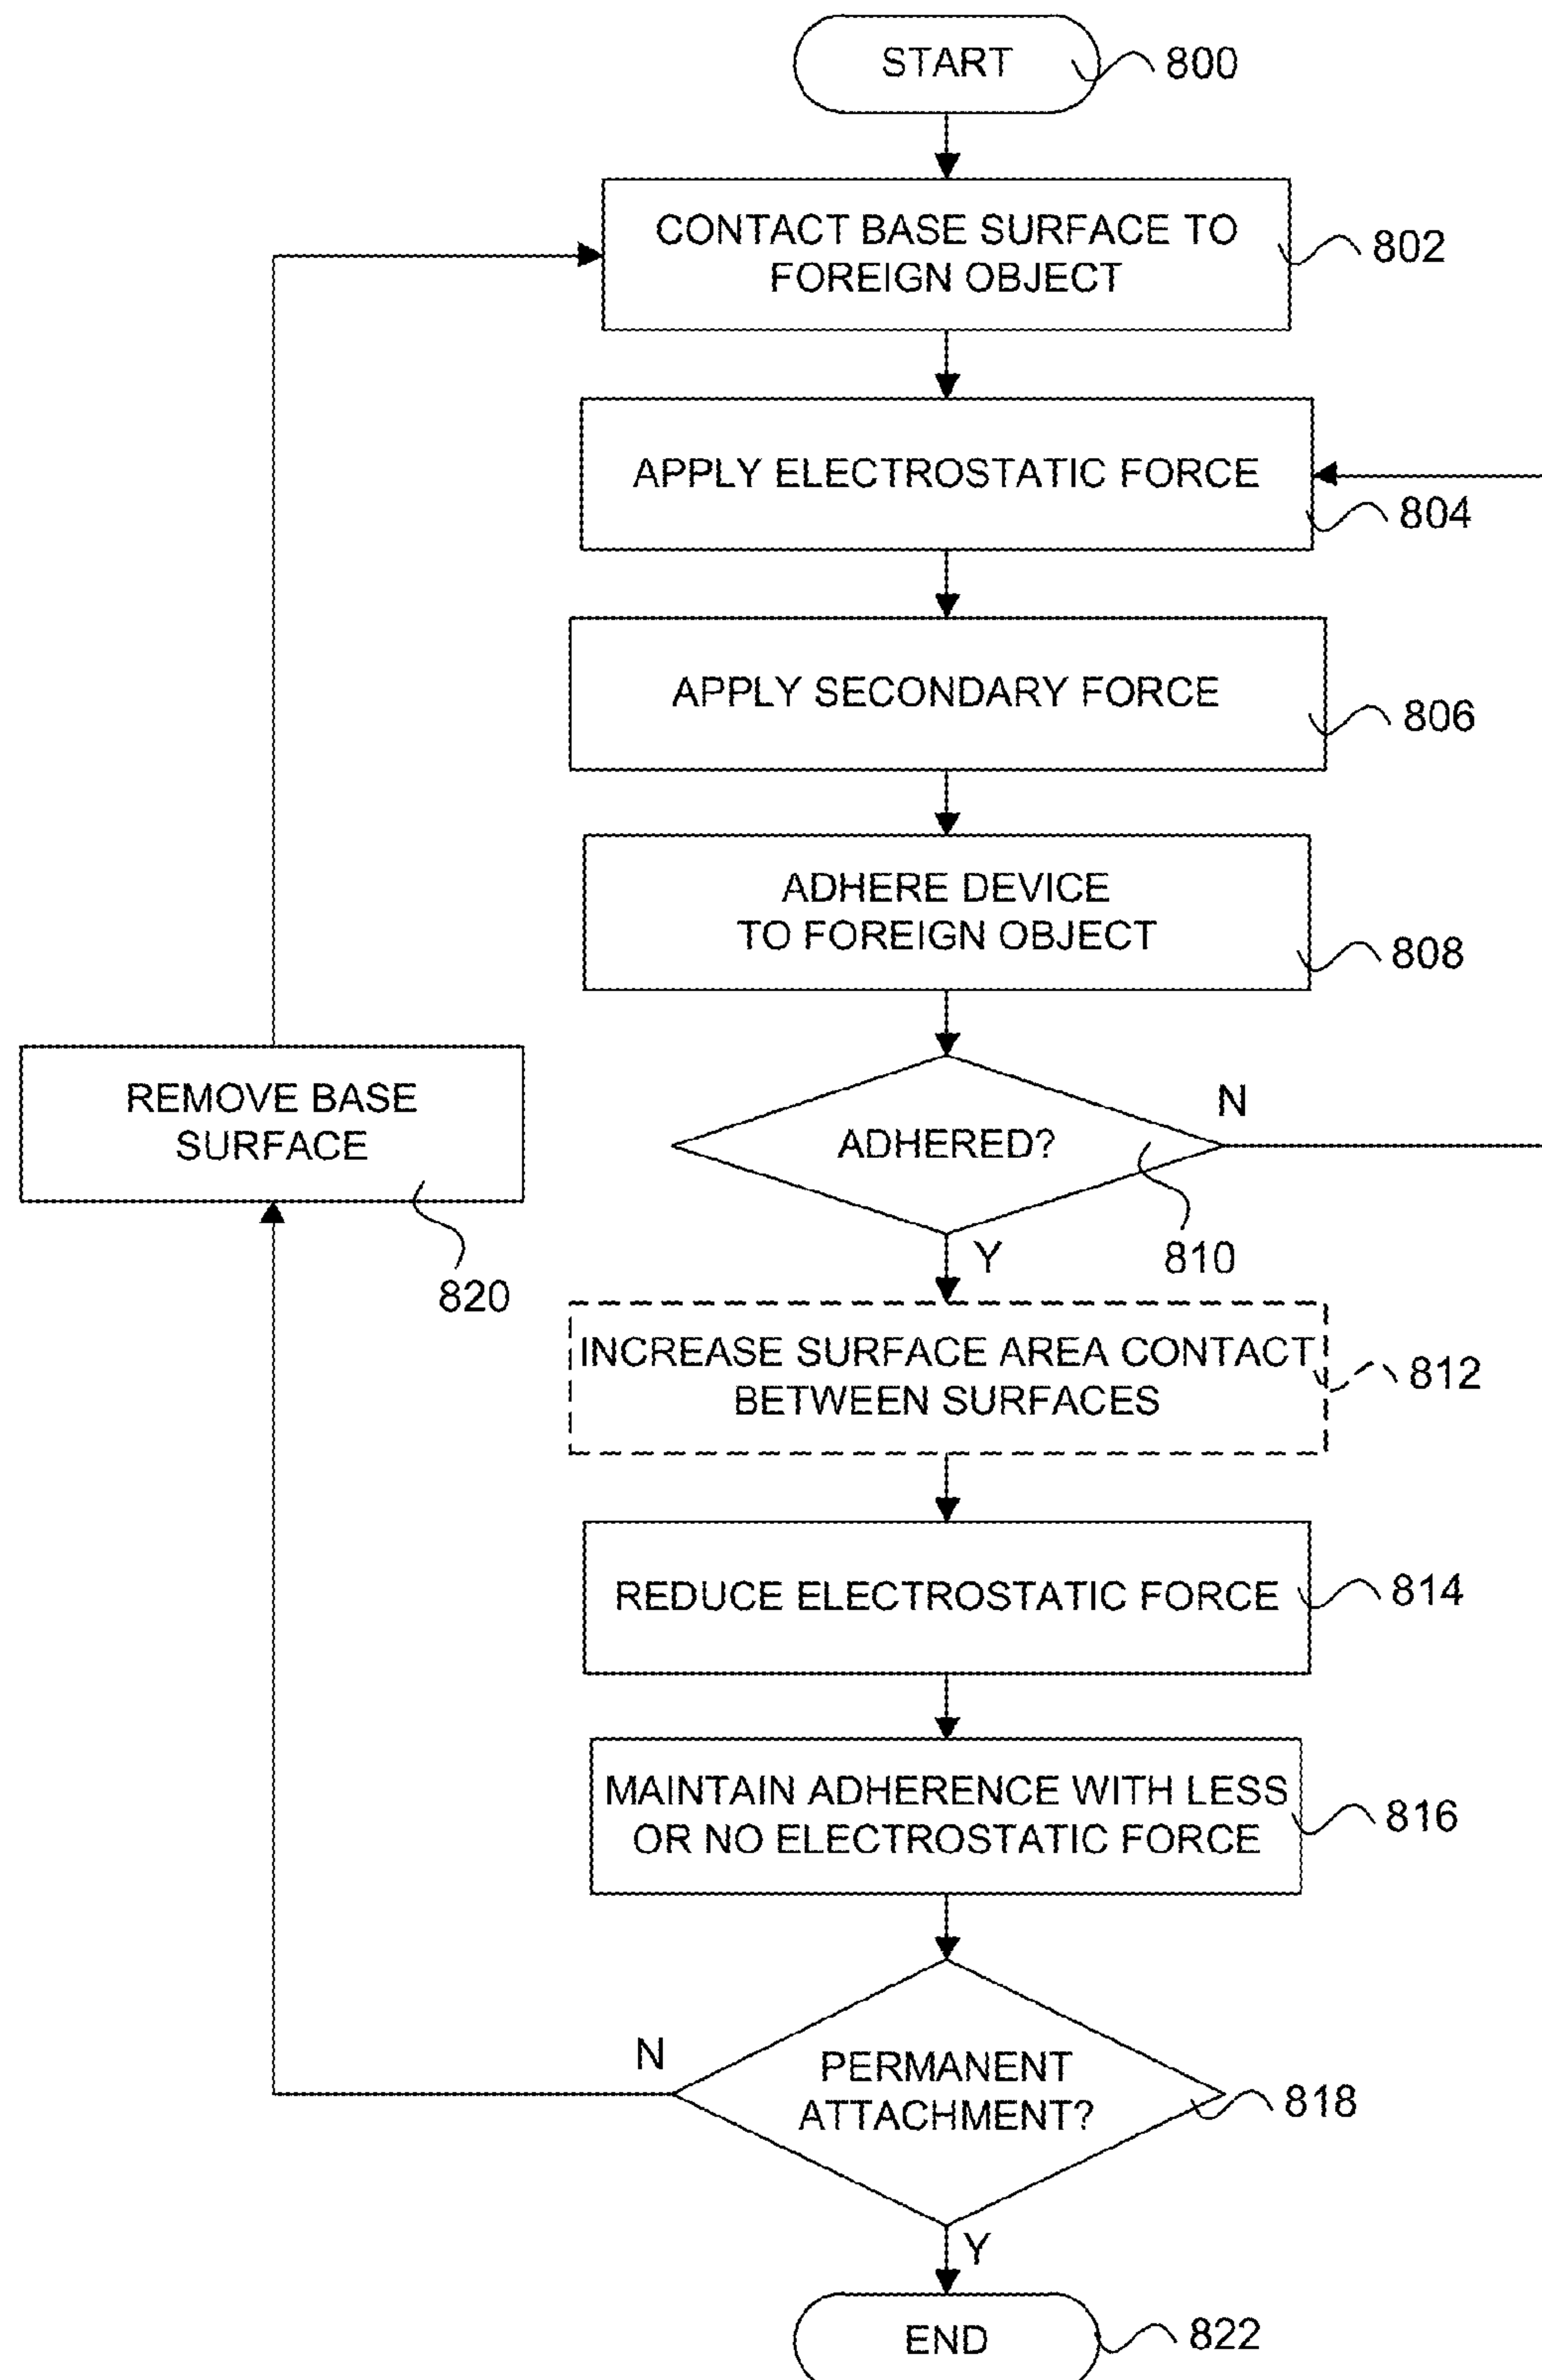 START
800
CONTACT BASE SURFACE TO
FOREIGN OBJECT
802
APPLY ELECTROSTATIC FORCE
804
APPLY SECONDARY FORCE
806
ADHERE DEVICE
TO FOREIGN OBJECT
808
REMOVE BASE
SURFACE
820
ADHERED?
N
810
Y
INCREASE SURFACE AREA CONTACT
BETWEEN SURFACES
812
REDUCE ELECTROSTATIC FORCE
814
MAINTAIN ADHERENCE WITH LESS
OR NO ELECTROSTATIC FORCE
816
N
PERMANENT
ATTACHMENT?
818
Y
END
822